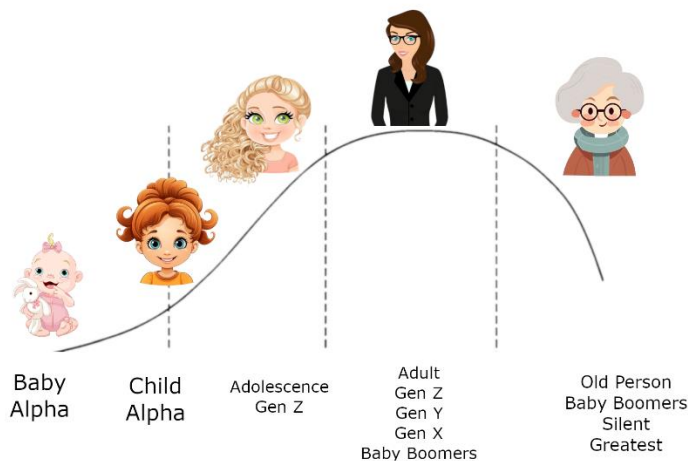 Baby
Alpha
Child
Alpha
Adolescence
Gen Z
Adult
Gen Z
Gen Y
Gen X
Baby Boomers
Old Person
Baby Boomers
Silent
Greatest